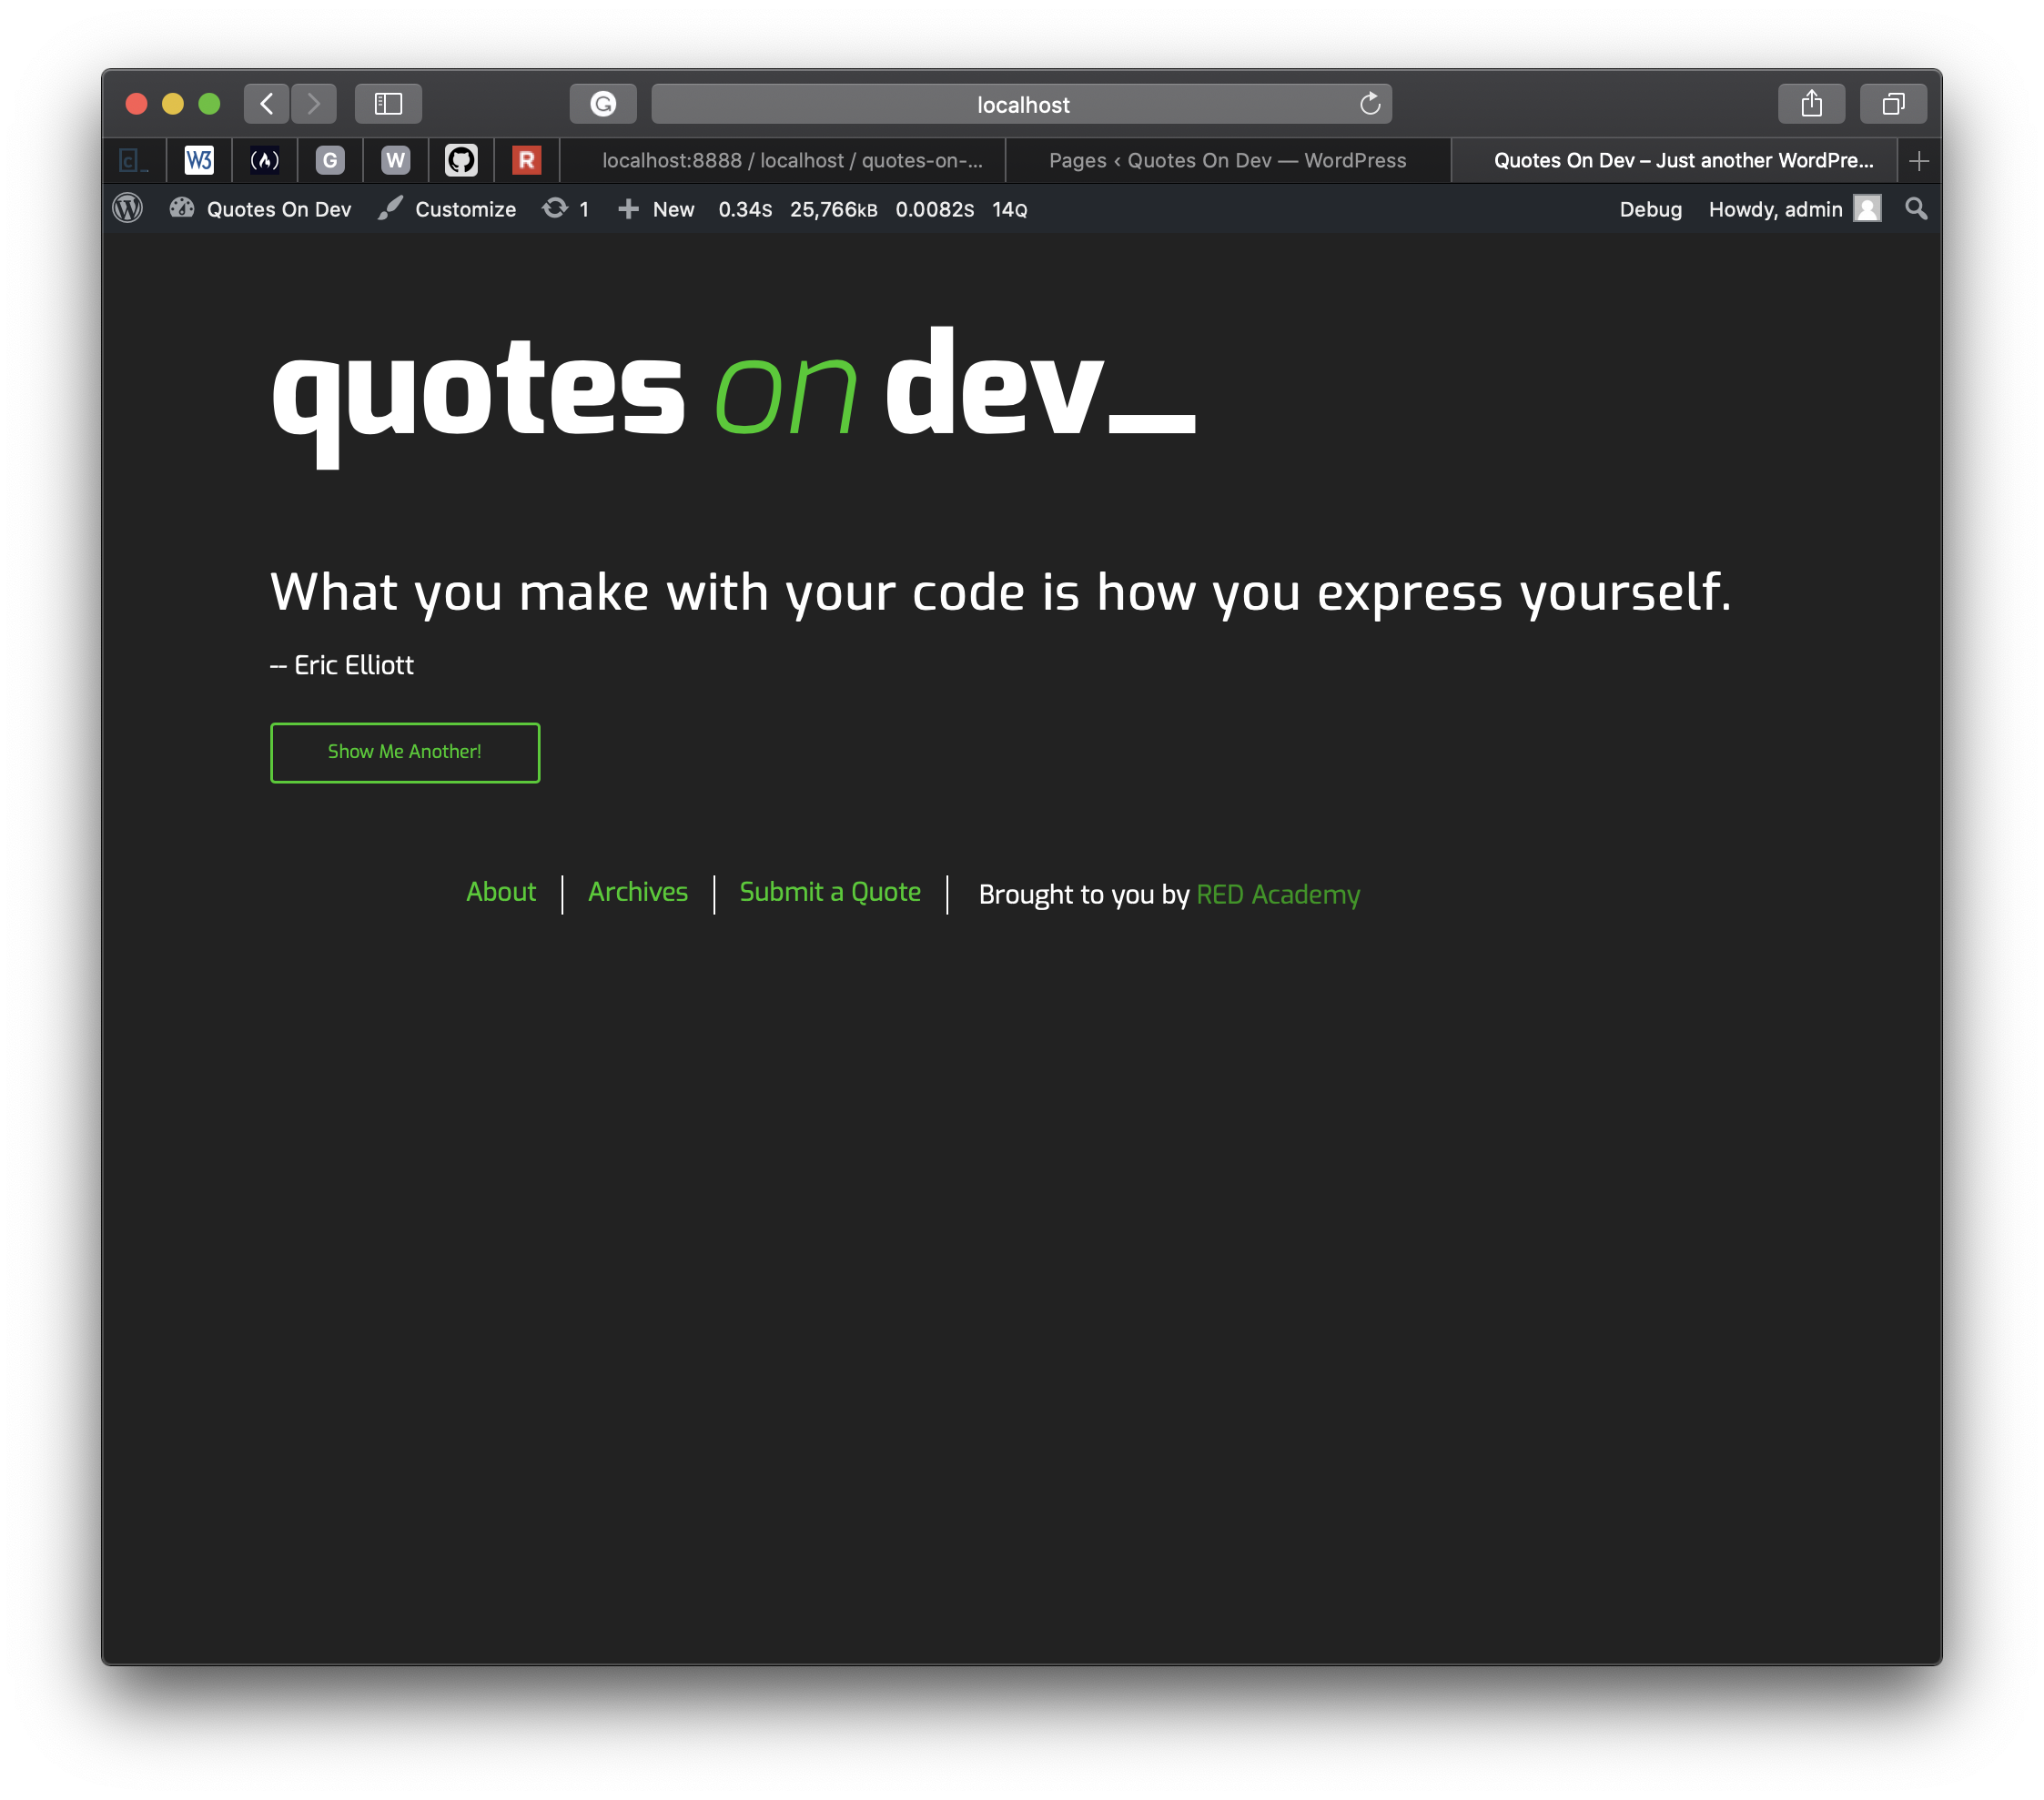 localhost
c_ W3 (🔥) G W R localhost:8888 / localhost / quotes-on-... Pages ‹ Quotes On Dev — WordPress Quotes On Dev – Just another WordPre...
Quotes On Dev Customize 1 New 0.34S 25,766KB 0.0082S 14Q Debug Howdy, admin
quotes on dev_
What you make with your code is how you express yourself.
-- Eric Elliott
Show Me Another!
About Archives Submit a Quote Brought to you by RED Academy